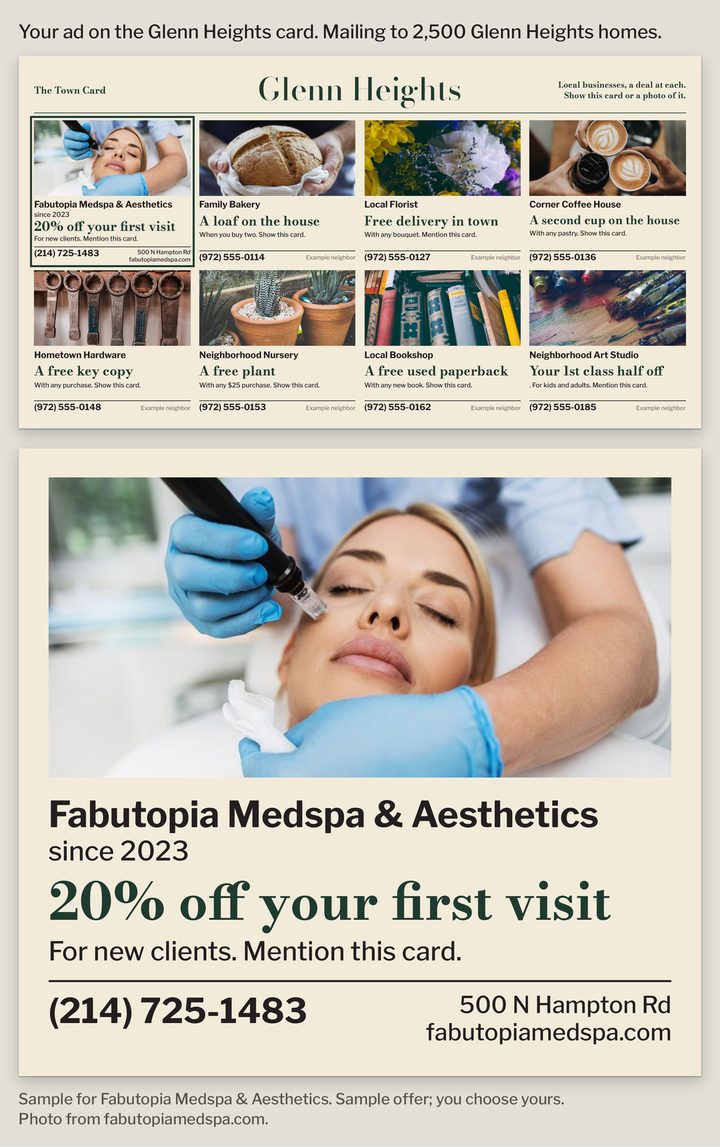 Your ad on the Glenn Heights card. Mailing to 2,500 Glenn Heights homes.
The Town Card
Glenn Heights
Local businesses, a deal at each.
Show this card or a photo of it.
Fabutopia Medspa & Aesthetics
since 2023
20% off your first visit
For new clients. Mention this card.
(214) 725-1483
500 N Hampton Rd
fabutopiamedspa.com
Family Bakery
A loaf on the house
When you buy two. Show this card.
(972) 555-0114
Example neighbor
Local Florist
Free delivery in town
With any bouquet. Mention this card.
(972) 555-0127
Example neighbor
Corner Coffee House
A second cup on the house
With any pastry. Show this card.
(972) 555-0136
Example neighbor
Hometown Hardware
A free key copy
With any purchase. Show this card.
(972) 555-0148
Example neighbor
Neighborhood Nursery
A free plant
With any $25 purchase. Show this card.
(972) 555-0153
Example neighbor
Local Bookshop
A free used paperback
With any new book. Show this card.
(972) 555-0162
Example neighbor
Neighborhood Art Studio
Your 1st class half off
. For kids and adults. Mention this card.
(972) 555-0185
Example neighbor
Fabutopia Medspa & Aesthetics
since 2023
20% off your first visit
For new clients. Mention this card.
(214) 725-1483
500 N Hampton Rd
fabutopiamedspa.com
Sample for Fabutopia Medspa & Aesthetics. Sample offer; you choose yours.
Photo from fabutopiamedspa.com.